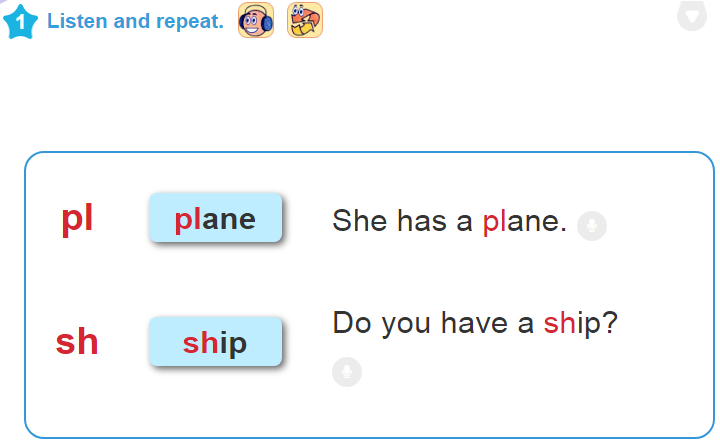 1 Listen and repeat.
pl plane She has a plane.
sh ship Do you have a ship?